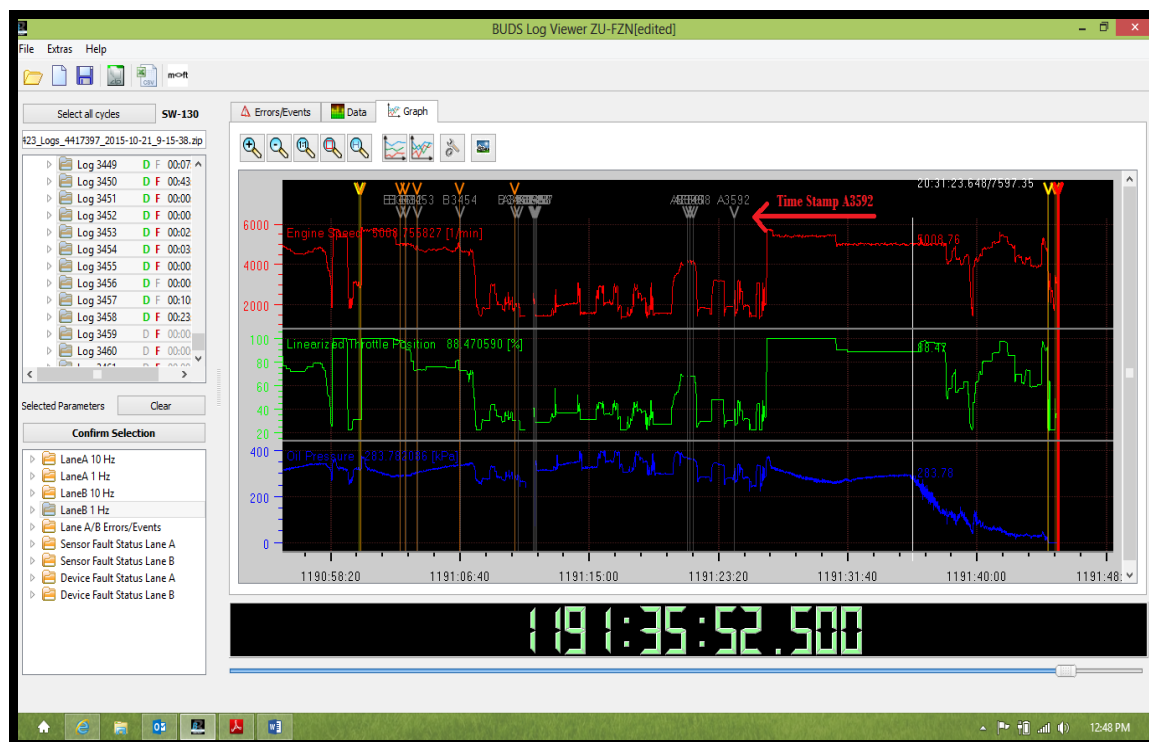 BUDS Log Viewer ZU-FZN[edited]
File Extras Help
CSV
Select all cycles SW-130
Errors/Events Data Graph
423_Logs_4417397_2015-10-21_9-15-38.zip
Log 3449 D F 00:07
Log 3450 D F 00:43
Log 3451 D F 00:00
Log 3452 D F 00:00
Log 3453 D F 00:02
Log 3454 D F 00:03
Log 3455 D F 00:00
Log 3456 D F 00:00
Log 3457 D F 00:10
Log 3458 D F 00:23
Log 3459 D F 00:00
Log 3460 D F 00:00
Selected Parameters Clear
Confirm Selection
LaneA 10 Hz
LaneA 1 Hz
LaneB 10 Hz
LaneB 1 Hz
Lane A/B Errors/Events
Sensor Fault Status Lane A
Sensor Fault Status Lane B
Device Fault Status Lane A
Device Fault Status Lane B
20:31:23.648/7597.35
B3454 A3592 Time Stamp A3592
6000
Engine Speed 5008.755827 [1/min] 5008.76
4000
2000
100
Linearized Throttle Position 88.470590 [%] 88.47
80
60
40
20
400
Oil Pressure 283.782016 [kPa] 283.78
200
0
1190:58:20 1191:06:40 1191:15:00 1191:23:20 1191:31:40 1191:40:00 1191:48:
1191:35:52.500
12:48 PM